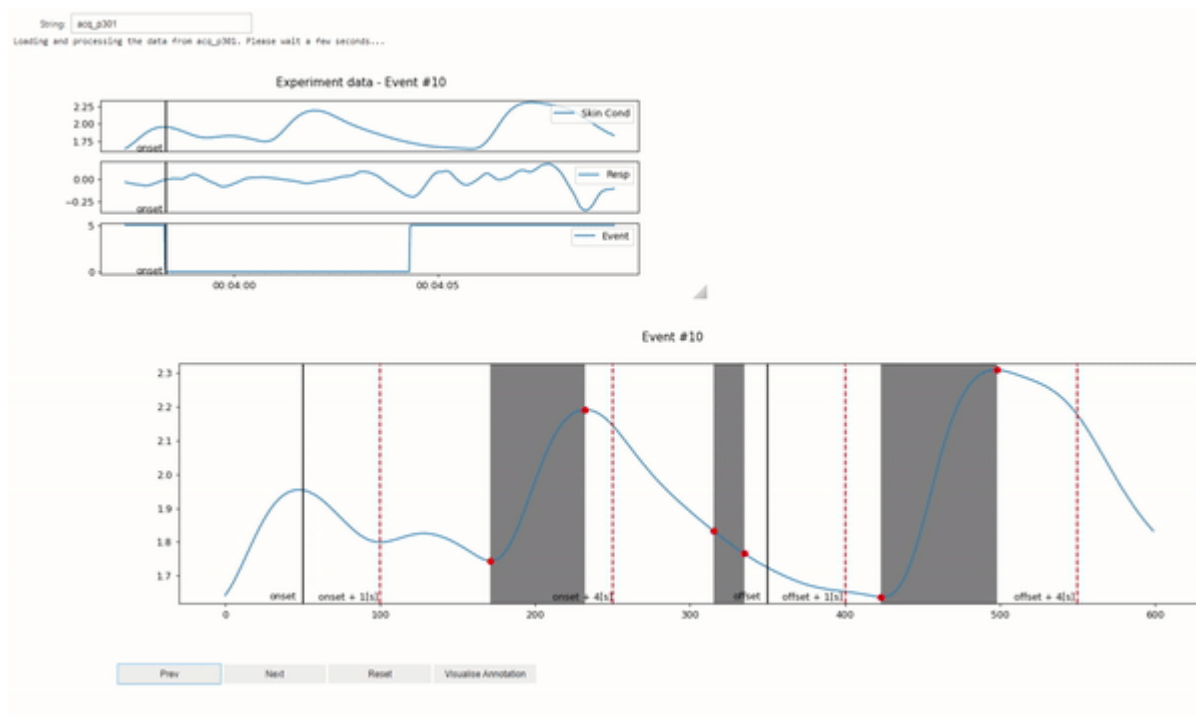 String: acq_p301
Loading and processing the data from acq_p301. Please wait a few seconds...
Experiment data - Event #10
2.25
2.00
1.75
onset
Skin Cond
0.00
−0.25
onset
Resp
5
0
onset
Event
00:04:00 00:04:05
Event #10
2.3
2.2
2.1
2.0
1.9
1.8
1.7
onset onset + 1[s] onset + 4[s] offset offset + 1[s] offset + 4[s]
0 100 200 300 400 500 600
Prev Next Reset Visualise Annotation